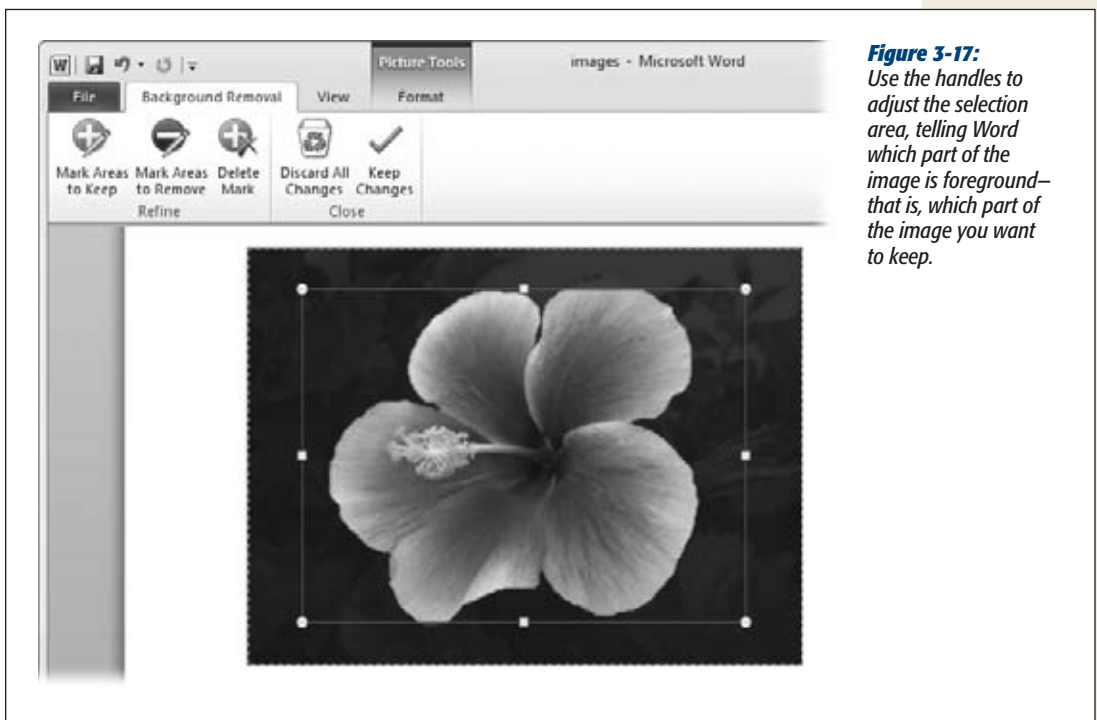 W
Picture Tools
images - Microsoft Word
File
Background Removal
View
Format
Mark Areas to Keep
Mark Areas to Remove
Delete Mark
Discard All Changes
Keep Changes
Refine
Close
Figure 3-17:
Use the handles to
adjust the selection
area, telling Word
which part of the
image is foreground—
that is, which part of
the image you want
to keep.